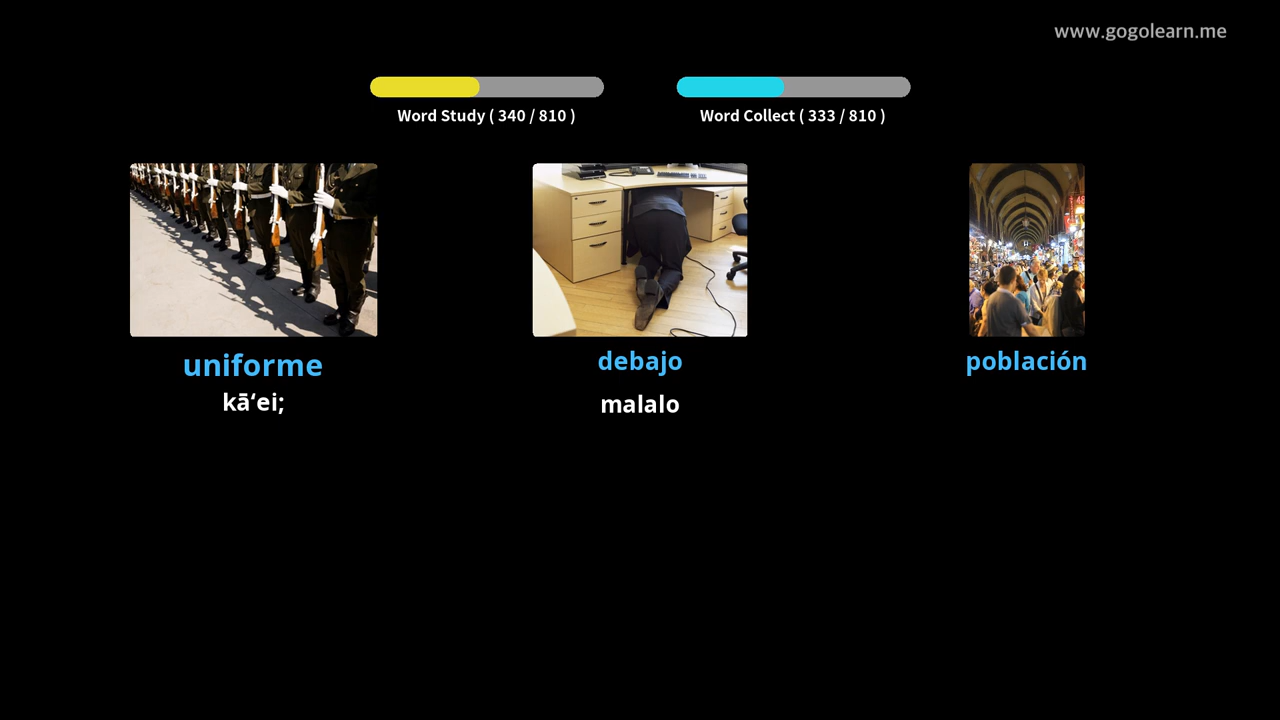 www.gogolearn.me
Word Study ( 340 / 810 )
Word Collect ( 333 / 810 )
uniforme
kāʻei;
debajo
malalo
población